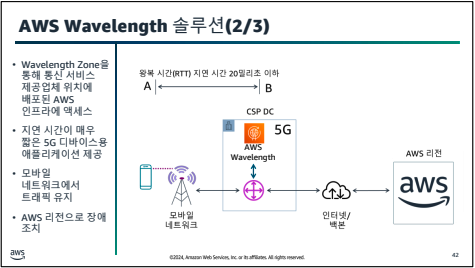 AWS Wavelength 솔루션(2/3)
• Wavelength Zone을
통해 통신 서비스
제공업체 위치에
배포된 AWS
인프라에 액세스
• 지연 시간이 매우
짧은 5G 디바이스용
애플리케이션 제공
• 모바일
네트워크에서
트래픽 유지
• AWS 리전으로 장애
조치
왕복 시간(RTT) 지연 시간 20밀리초 이하
A B
CSP DC
5G
AWS
Wavelength
AWS 리전
aws
모바일
네트워크
인터넷/
백본
aws
©2024, Amazon Web Services, Inc. or its affiliates. All rights reserved.
42